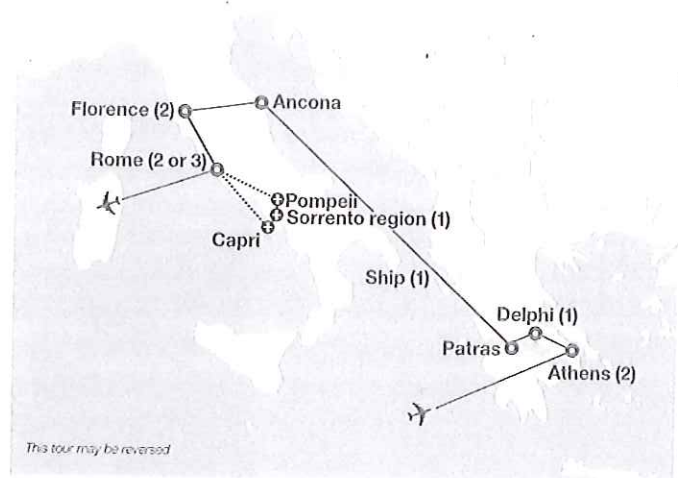 Florence (2)
Ancona
Rome (2 or 3)
Pompeii
Sorrento region (1)
Capri
Ship (1)
Delphi (1)
Patras
Athens (2)
This tour may be reversed